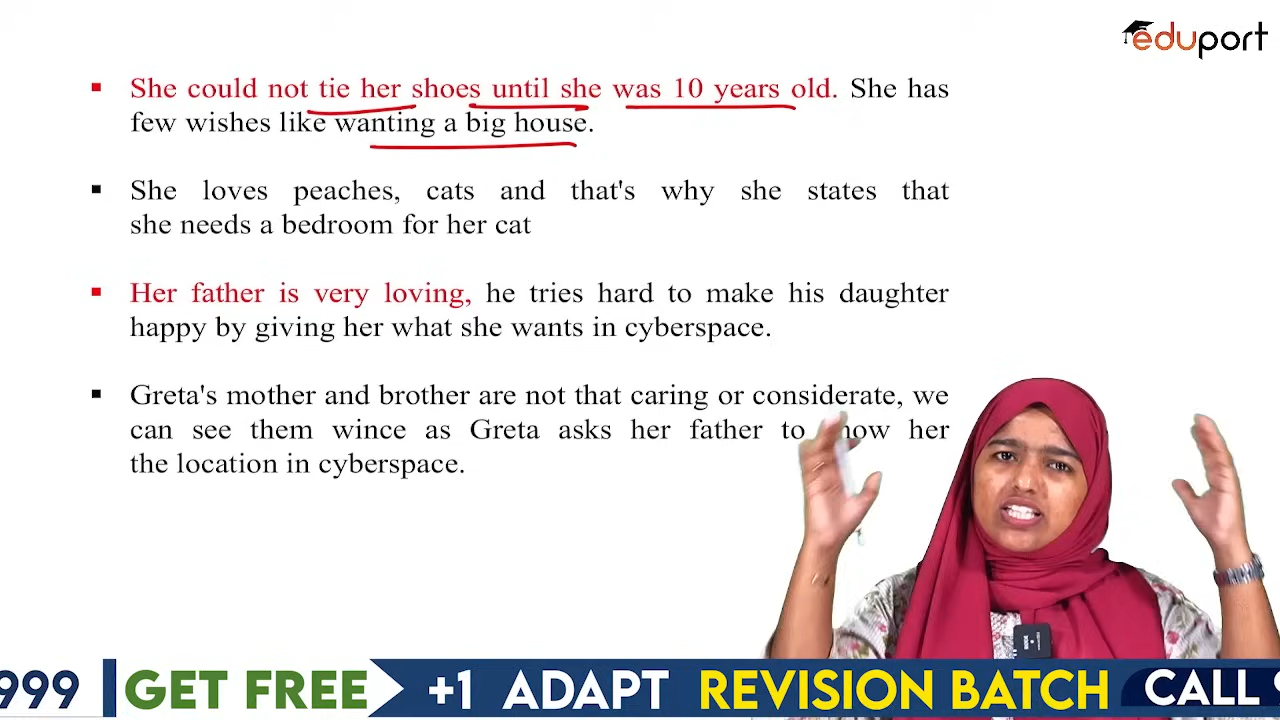 eduport
▪ She could not tie her shoes until she was 10 years old. She has
few wishes like wanting a big house.
▪ She loves peaches, cats and that's why she states that
she needs a bedroom for her cat
▪ Her father is very loving, he tries hard to make his daughter
happy by giving her what she wants in cyberspace.
▪ Greta's mother and brother are not that caring or considerate, we
can see them wince as Greta asks her father to her
the location in cyberspace.
999 GET FREE +1 ADAPT REVISION BATCH CALL